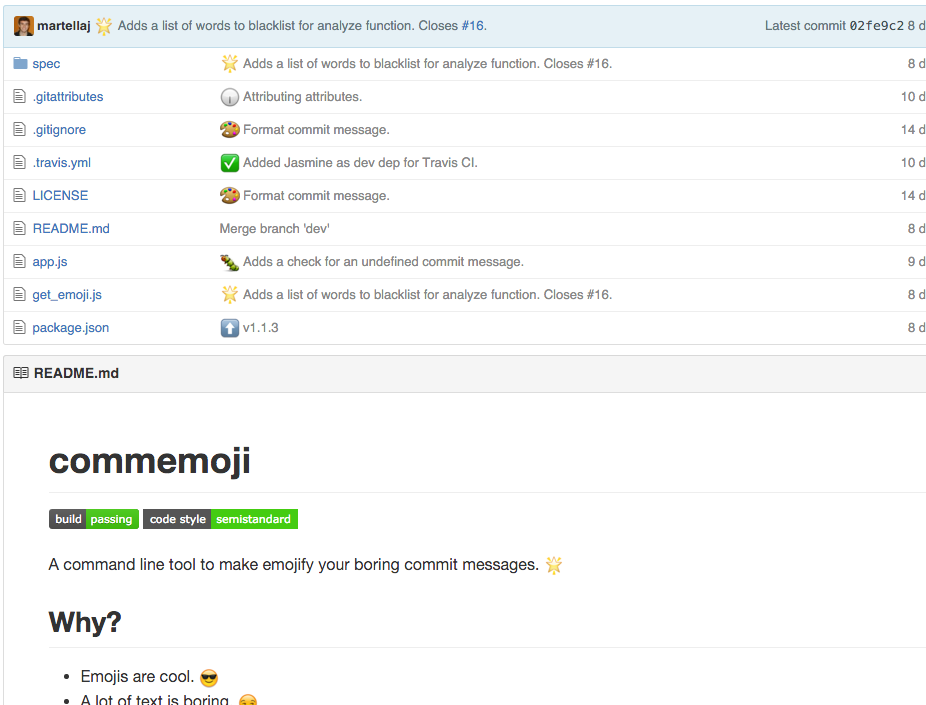 martellaj 🌟 Adds a list of words to blacklist for analyze function. Closes #16. Latest commit 02fe9c2 8 d
spec 🌟 Adds a list of words to blacklist for analyze function. Closes #16. 8 d
.gitattributes Attributing attributes. 10 d
.gitignore 🎨 Format commit message. 14 d
.travis.yml ✅ Added Jasmine as dev dep for Travis CI. 10 d
LICENSE 🎨 Format commit message. 14 d
README.md Merge branch 'dev' 8 d
app.js 🐛 Adds a check for an undefined commit message. 9 d
get_emoji.js 🌟 Adds a list of words to blacklist for analyze function. Closes #16. 8 d
package.json ⬆️ v1.1.3 8 d
README.md
commemoji
build passing code style semistandard
A command line tool to make emojify your boring commit messages. 🌟
Why?
• Emojis are cool. 😎
• A lot of text is boring.